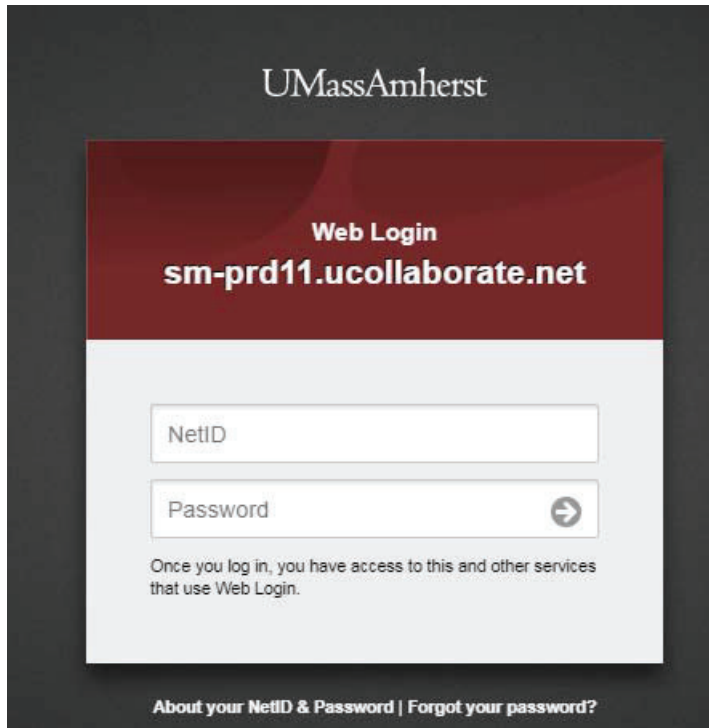 UMassAmherst
Web Login
sm-prd11.ucollaborate.net
NetID
Password
Once you log in, you have access to this and other services
that use Web Login.
About your NetID & Password | Forgot your password?